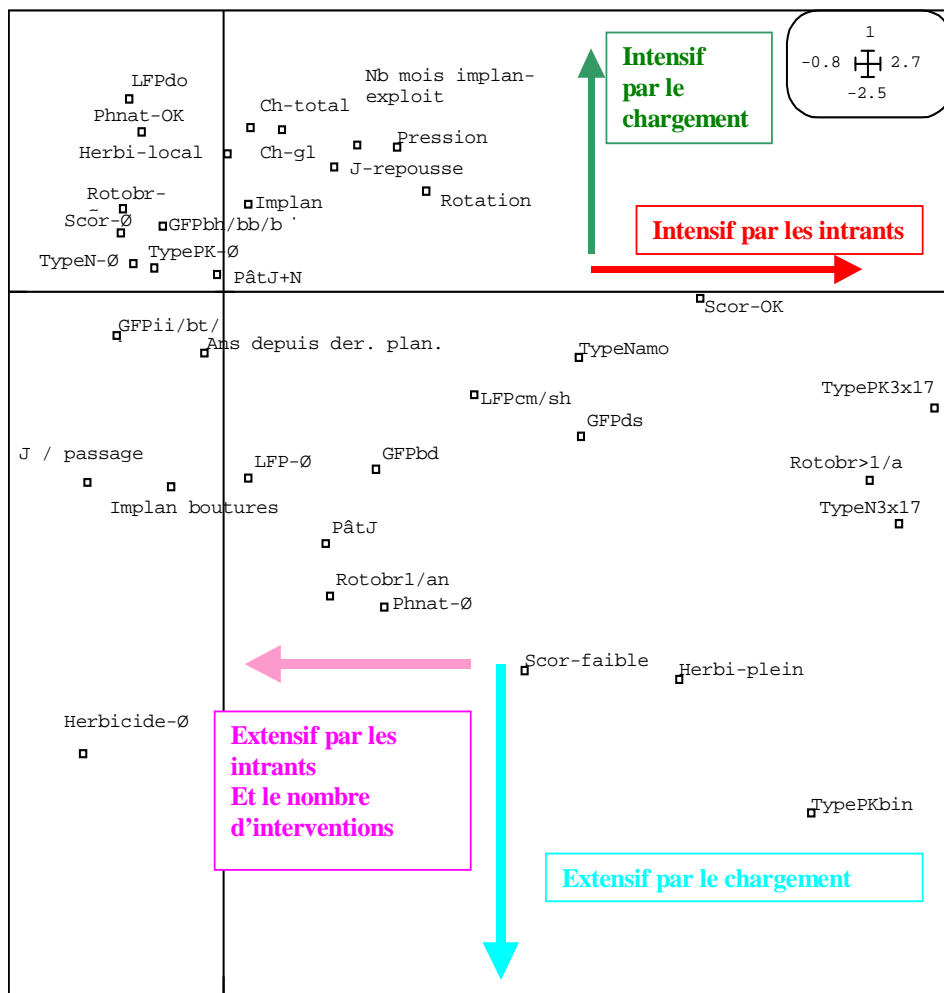 1
-0.8 2.7
-2.5
Intensif
par le
chargement
Nb mois implan-
exploit
LFPdo
Phnat-OK
Ch-total
Herbi-local
Ch-gl
Pression
J-repousse
Rotation
Rotobr-
Implan
Scor-Ø
GFPbh/bb/b
Intensif par les intrants
TypeN-Ø
TypePK-Ø
PâtJ+N
Scor-OK
GFPii/bt/
Ans depuis der. plan.
TypeNamo
LFPcm/sh
TypePK3x17
GFPds
J / passage
LFP-Ø
GFPbd
Rotobr>1/a
Implan boutures
TypeN3x17
PâtJ
Rotobr1/an
Phnat-Ø
Scor-faible
Herbi-plein
Herbicide-Ø
Extensif par les
intrants
Et le nombre
d’interventions
TypePKbin
Extensif par le chargement